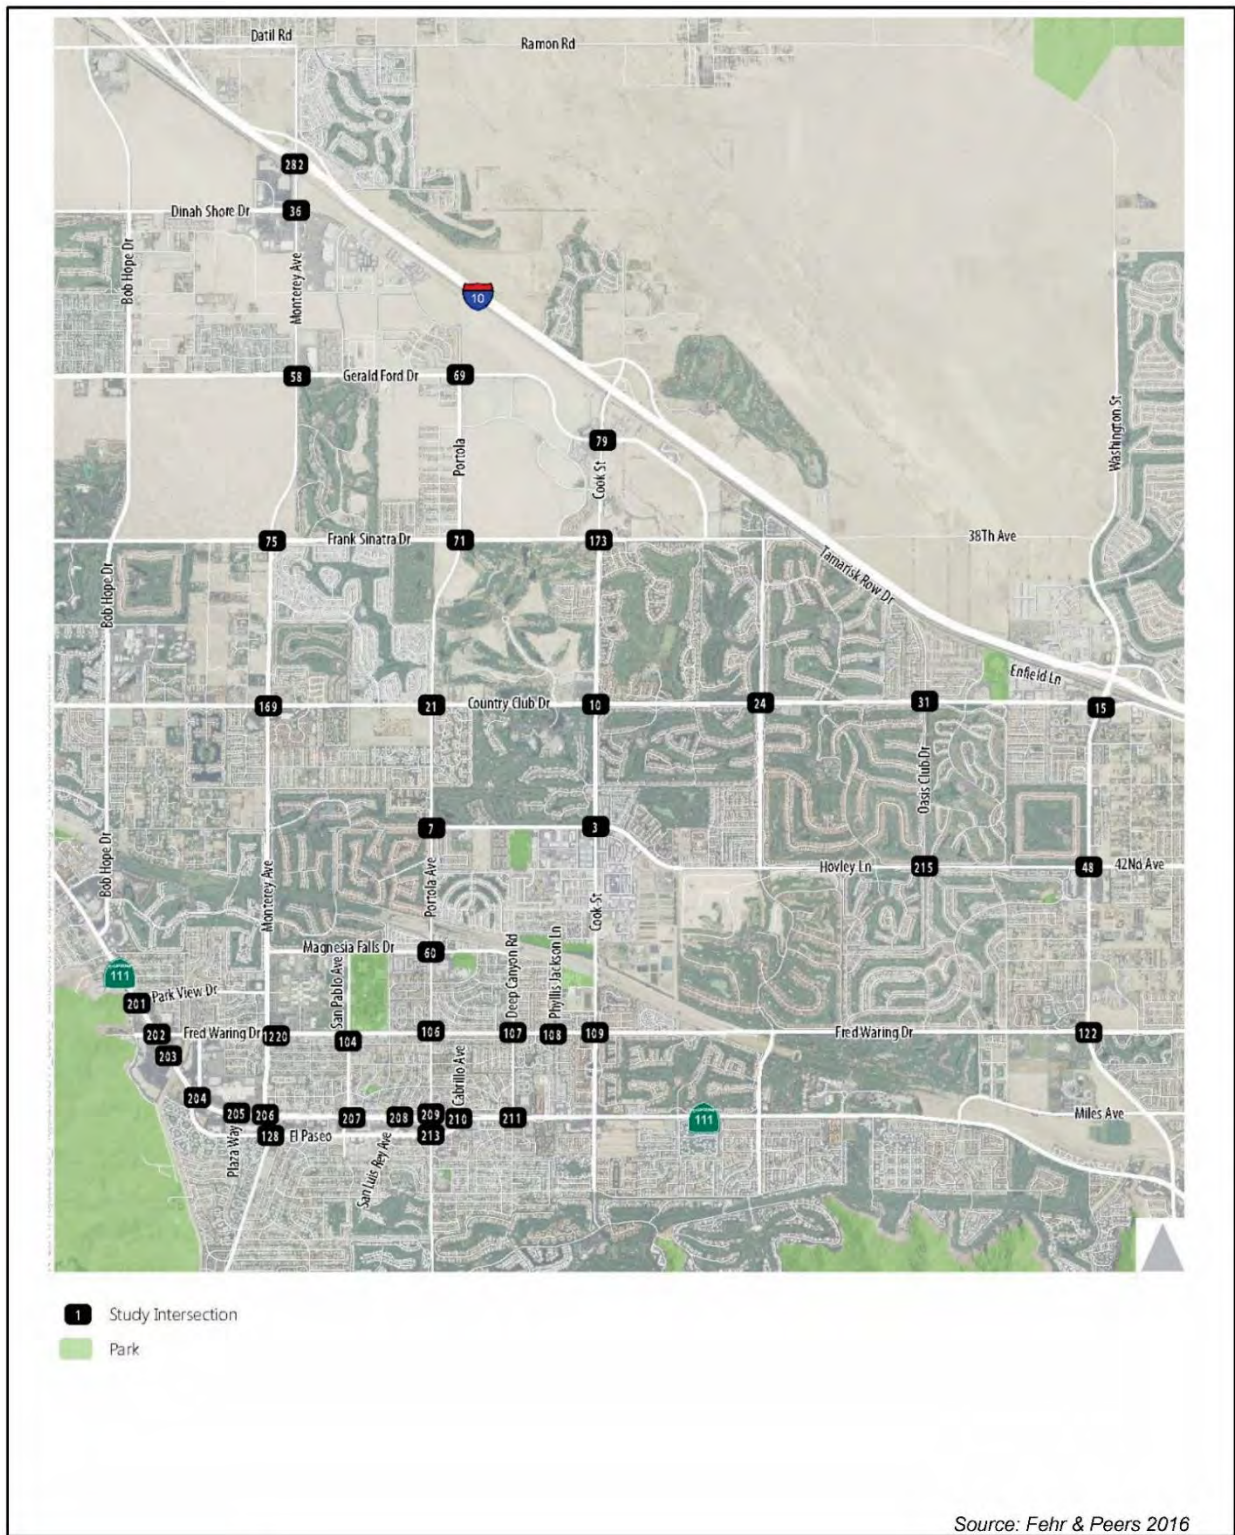 Datil Rd
Ramon Rd
282
Dinah Shore Dr
36
Bob Hope Dr
Monterey Ave
10
58
Gerald Ford Dr
69
Washington St
Portola
79
Cook St
75
Frank Sinatra Dr
71
173
38Th Ave
Tamarisk Row Dr
Bob Hope Dr
Enfield Ln
169
21
Country Club Dr
10
24
31
15
Oasis Club Dr
7
3
Bob Hope Dr
Monterey Ave
Portola Ave
Hovley Ln
215
48
42Nd Ave
Cook St
Magnesia Falls Dr
60
San Pablo Ave
Deep Canyon Rd
Phyllis Jackson Ln
111
201
Park View Dr
202
Fred Waring Dr
1220
104
106
107
108
109
Fred Waring Dr
122
203
Cabrillo Ave
204
205
206
207
208
209
210
211
111
Miles Ave
Plaza Way
128
El Paseo
San Luis Rey Ave
213
1
Study Intersection
Park
Source: Fehr & Peers 2016